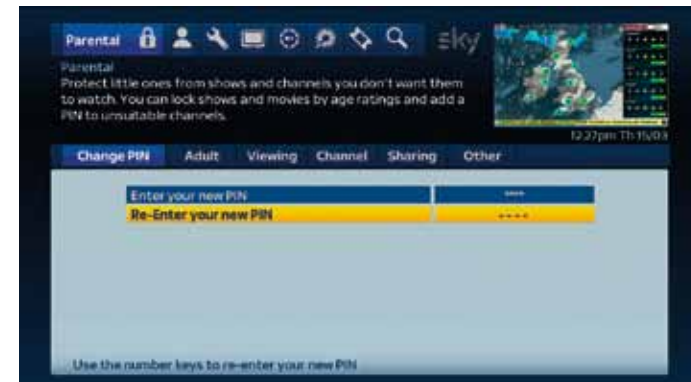 Parental
sky
Parental
Protect little ones from shows and channels you don't want them
to watch. You can lock shows and movies by age ratings and add a
PIN to unsuitable channels.
12.27pm Th 15/03
Change PIN Adult Viewing Channel Sharing Other
Enter your new PIN ****
Re-Enter your new PIN - - - -
Use the number keys to re-enter your new PIN